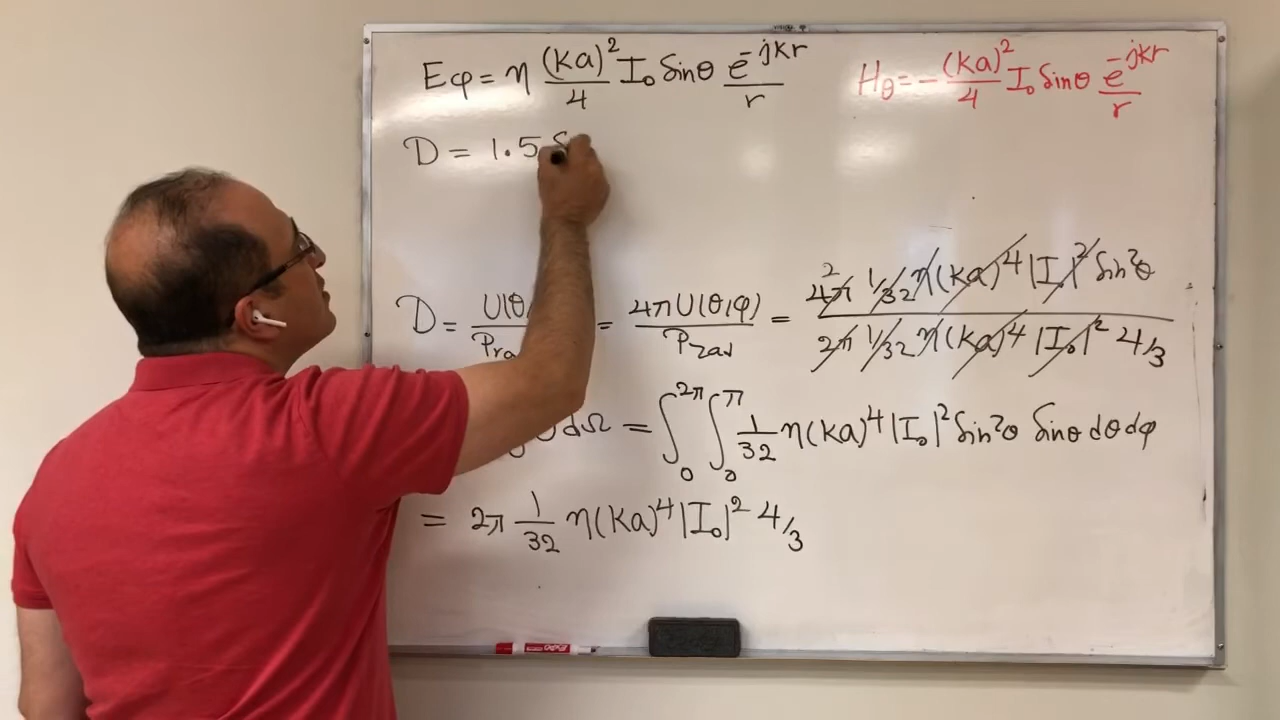 Eφ = η (ka)²/4 I₀ Sinθ e^-jkr/r
Hθ = - (ka)²/4 I₀ Sinθ e^-jkr/r
D = 1.5 S
D = U(θ, / Pra = 4π U(θ,φ) / Prad = 4π 1/32 η (ka)⁴ |I₀|² Sin²θ / 2π 1/32 η (ka)⁴ |I₀|² 4/3
2
dΩ = ∫₀^2π ∫₀^π 1/32 η (ka)⁴ |I₀|² Sin²θ Sinθ dθ dφ
= 2π 1/32 η (ka)⁴ |I₀|² 4/3